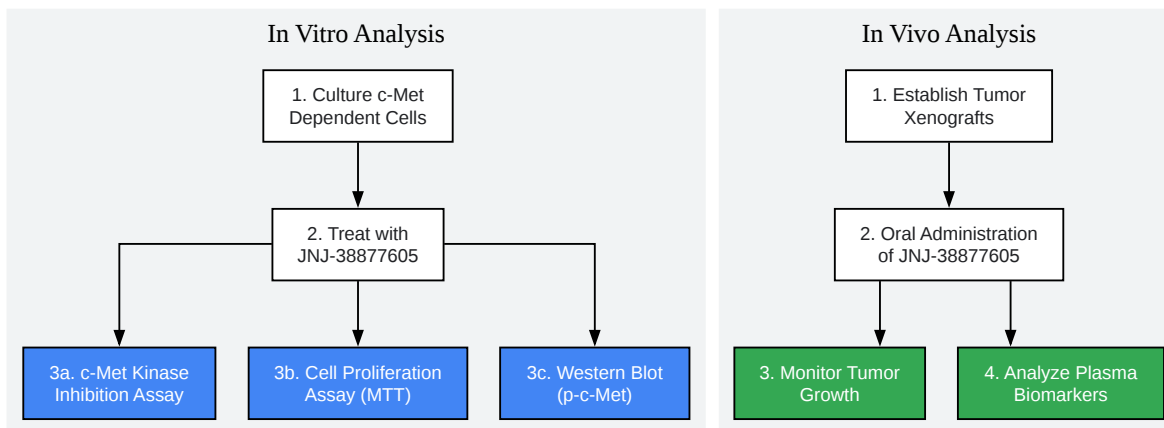 In Vitro Analysis
1. Culture c-Met
Dependent Cells
2. Treat with
JNJ-38877605
3a. c-Met Kinase
Inhibition Assay
3b. Cell Proliferation
Assay (MTT)
3c. Western Blot
(p-c-Met)
In Vivo Analysis
1. Establish Tumor
Xenografts
2. Oral Administration
of JNJ-38877605
3. Monitor Tumor
Growth
4. Analyze Plasma
Biomarkers